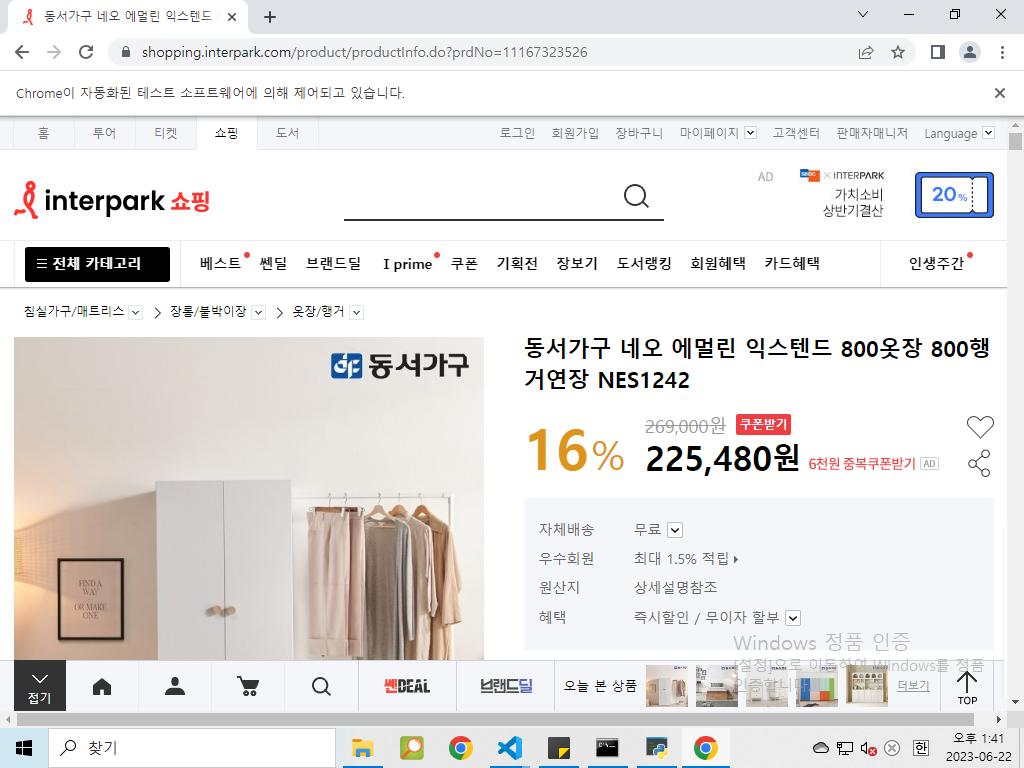 동서가구 네오 에멀린 익스텐드
shopping.interpark.com/product/productInfo.do?prdNo=11167323526
Chrome이 자동화된 테스트 소프트웨어에 의해 제어되고 있습니다.
홈 투어 티켓 쇼핑 도서 로그인 회원가입 장바구니 마이페이지 고객센터 판매자매니저 Language
interpark 쇼핑
AD
× INTERPARK
가치소비
상반기결산
20%
전체 카테고리 베스트 쎈딜 브랜드딜 I prime 쿠폰 기획전 장보기 도서랭킹 회원혜택 카드혜택 인생주간
침실가구/매트리스 장롱/붙박이장 옷장/행거
동서가구
FIND A
WAY
OR MAKE
ONE
동서가구 네오 에멀린 익스텐드 800옷장 800행
거연장 NES1242
16%
269,000원 쿠폰받기
225,480원 6천원 중복쿠폰받기 AD
자체배송 무료
우수회원 최대 1.5% 적립
원산지 상세설명참조
혜택 즉시할인 / 무이자 할부
Windows 정품 인증
[설정]으로 이동하여 Windows를 정품
인증합니다.
접기
쎈DEAL
브랜드딜
오늘 본 상품
더보기
TOP
찾기
한
오후 1:41
2023-06-22